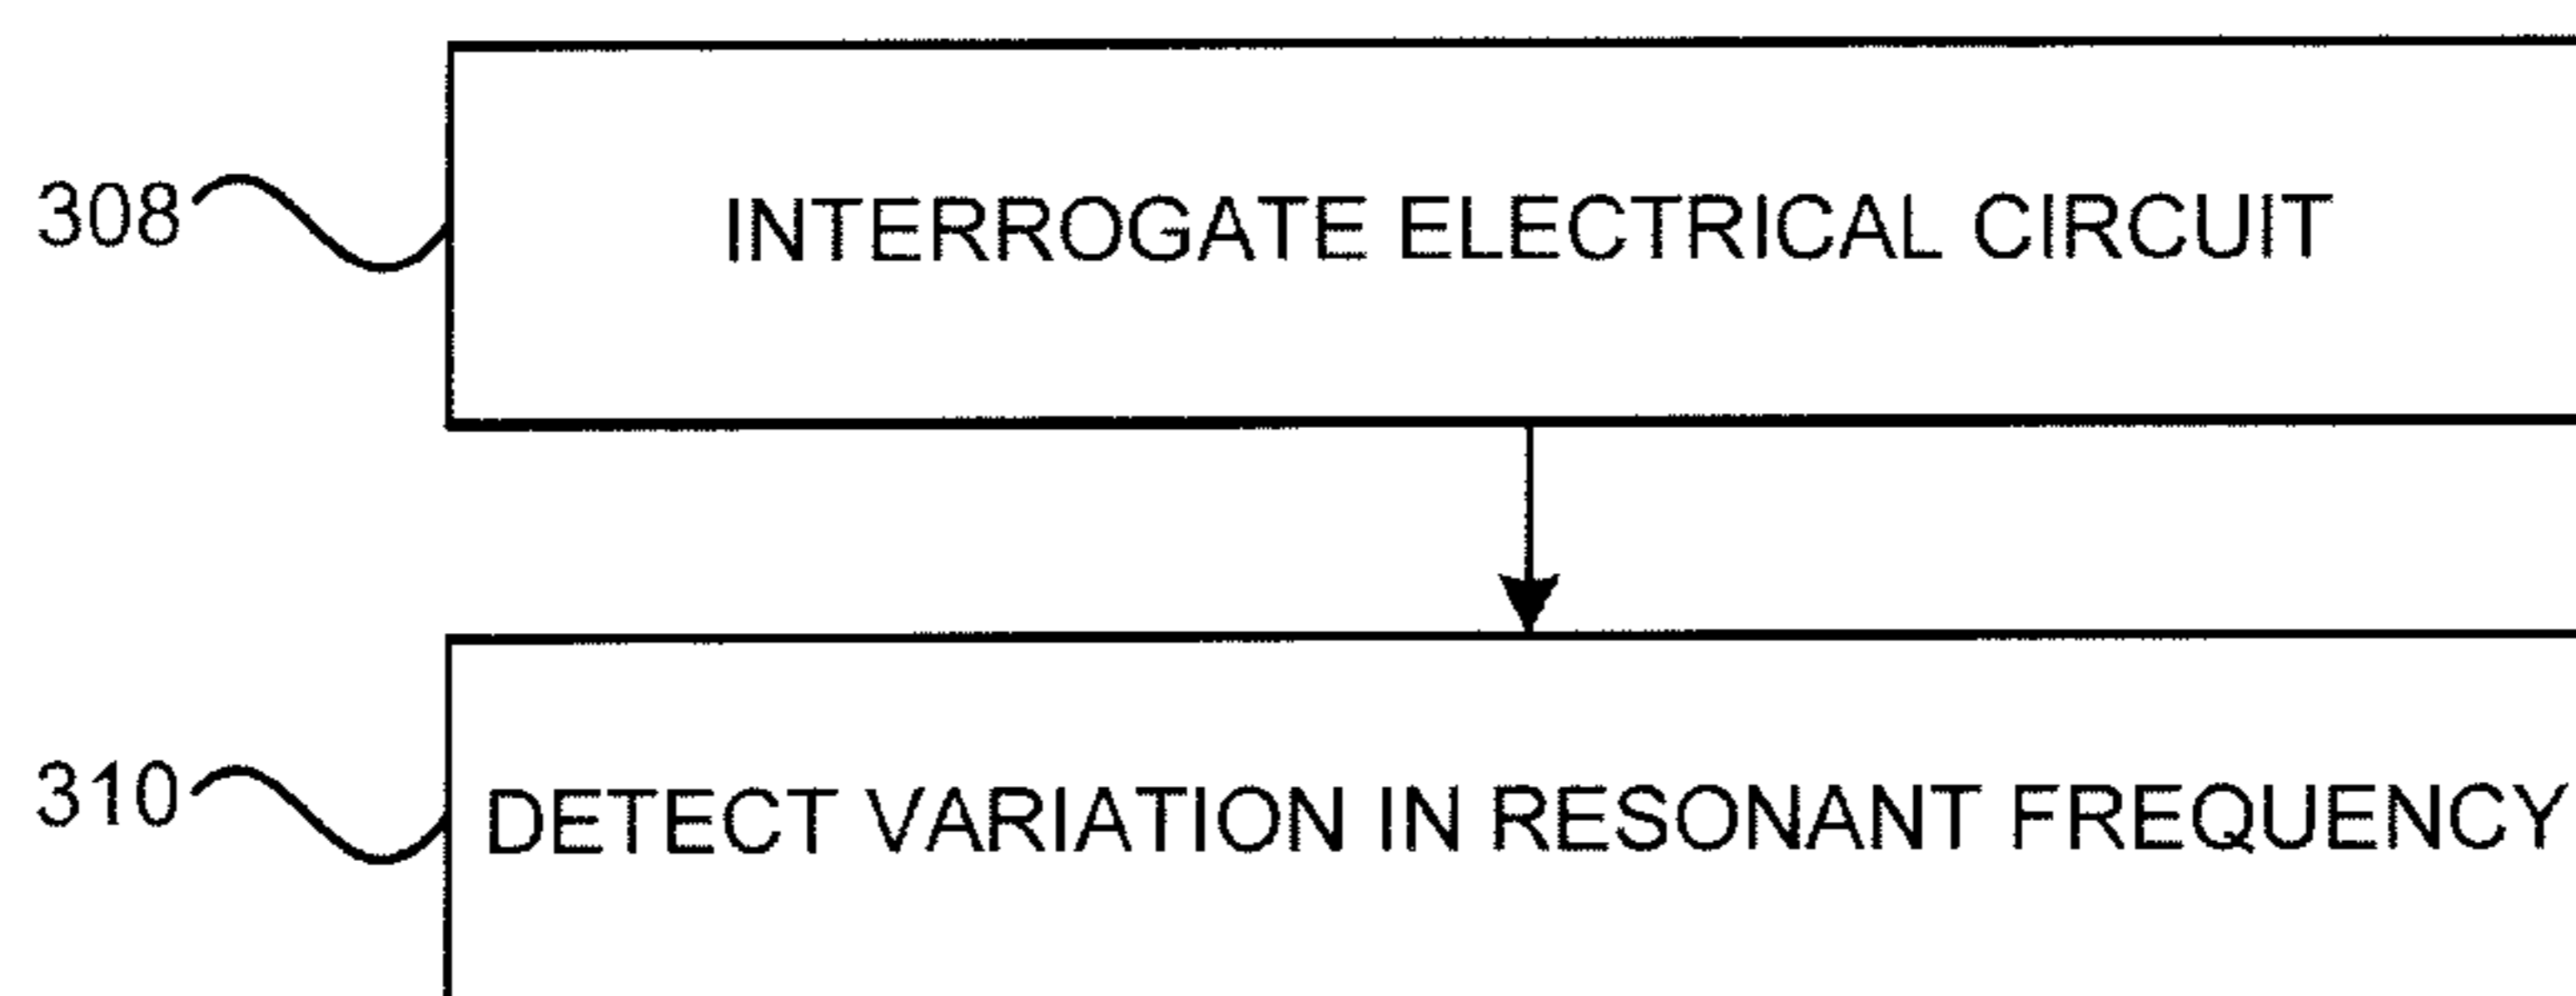 308
INTERROGATE ELECTRICAL CIRCUIT
310
DETECT VARIATION IN RESONANT FREQUENCY